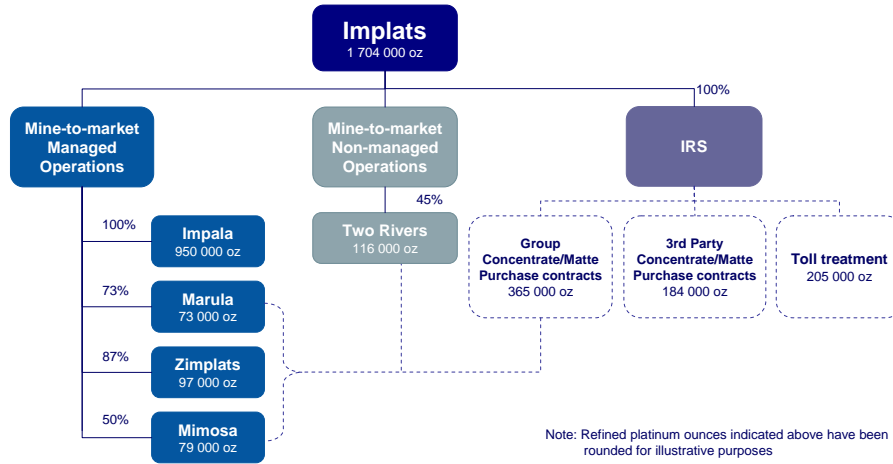 Implats
1 704 000 oz
100%
Mine-to-market
Managed
Operations
Mine-to-market
Non-managed
Operations
IRS
100%
Impala
950 000 oz
73%
Marula
73 000 oz
87%
Zimplats
97 000 oz
50%
Mimosa
79 000 oz
45%
Two Rivers
116 000 oz
Group
Concentrate/Matte
Purchase contracts
365 000 oz
3rd Party
Concentrate/Matte
Purchase contracts
184 000 oz
Toll treatment
205 000 oz
Note: Refined platinum ounces indicated above have been
rounded for illustrative purposes